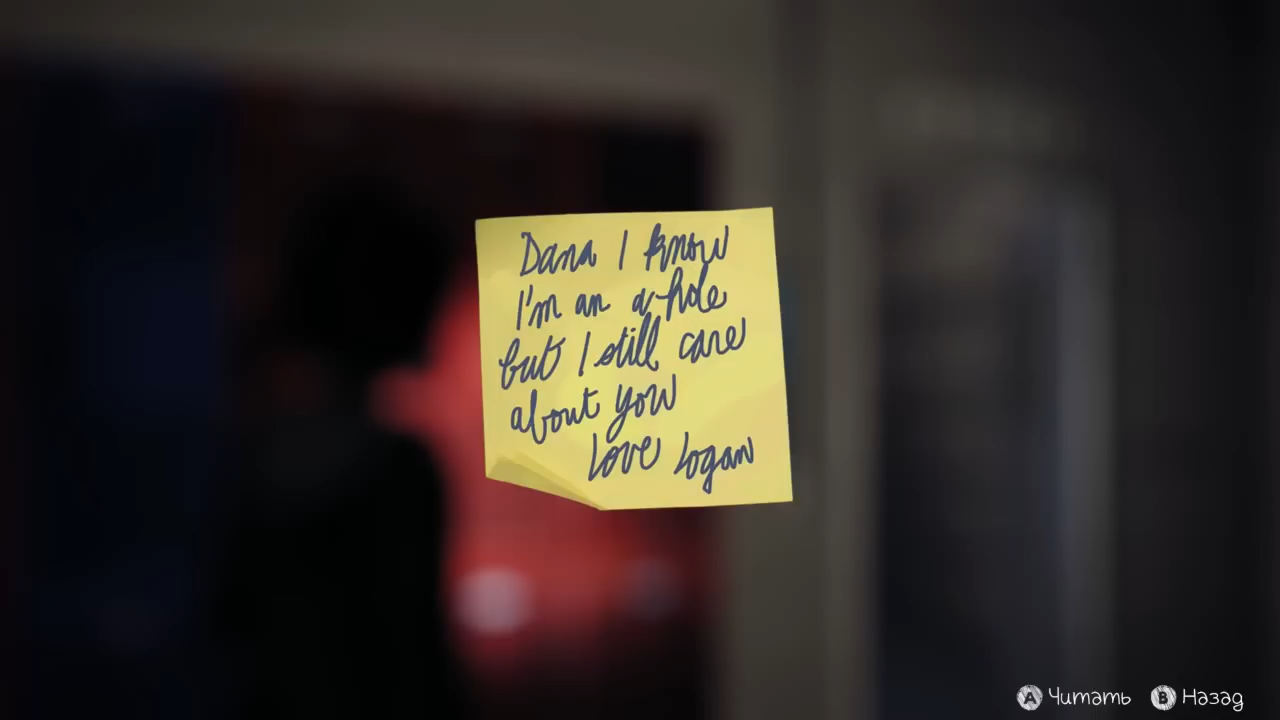 Dana I know
I'm an a-hole
but I still care
about you
Love Logan
A Читать B Назад